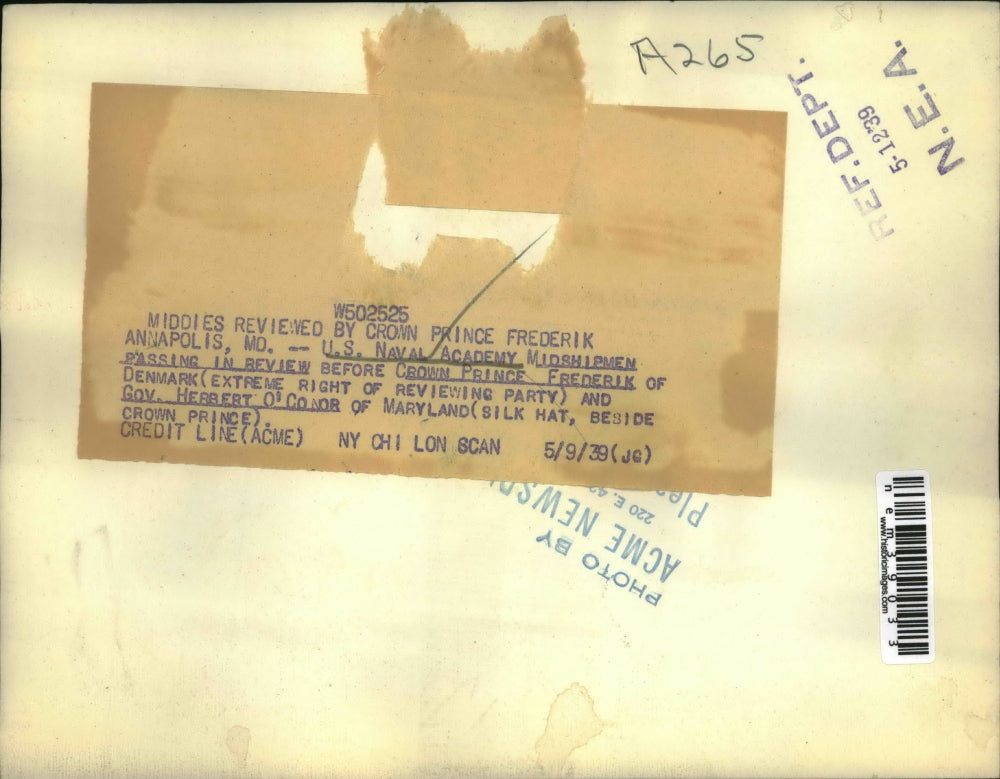 A265
REF. DEPT.
5-12-39
N.E.A.
W502525
MIDDIES REVIEWED BY CROWN PRINCE FREDERIK
ANNAPOLIS, MD. -- U.S. NAVAL ACADEMY MIDSHIPMEN
PASSING IN REVIEW BEFORE CROWN PRINCE FREDERIK OF
DENMARK(EXTREME RIGHT OF REVIEWING PARTY) AND
GOV. HERBERT O'CONOR OF MARYLAND(SILK HAT, BESIDE
CROWN PRINCE).
CREDIT LINE(ACME) NY CHI LON SCAN 5/9/39(JG)
PHOTO BY
ACME
220 E.
nem39033
www.historicimages.com